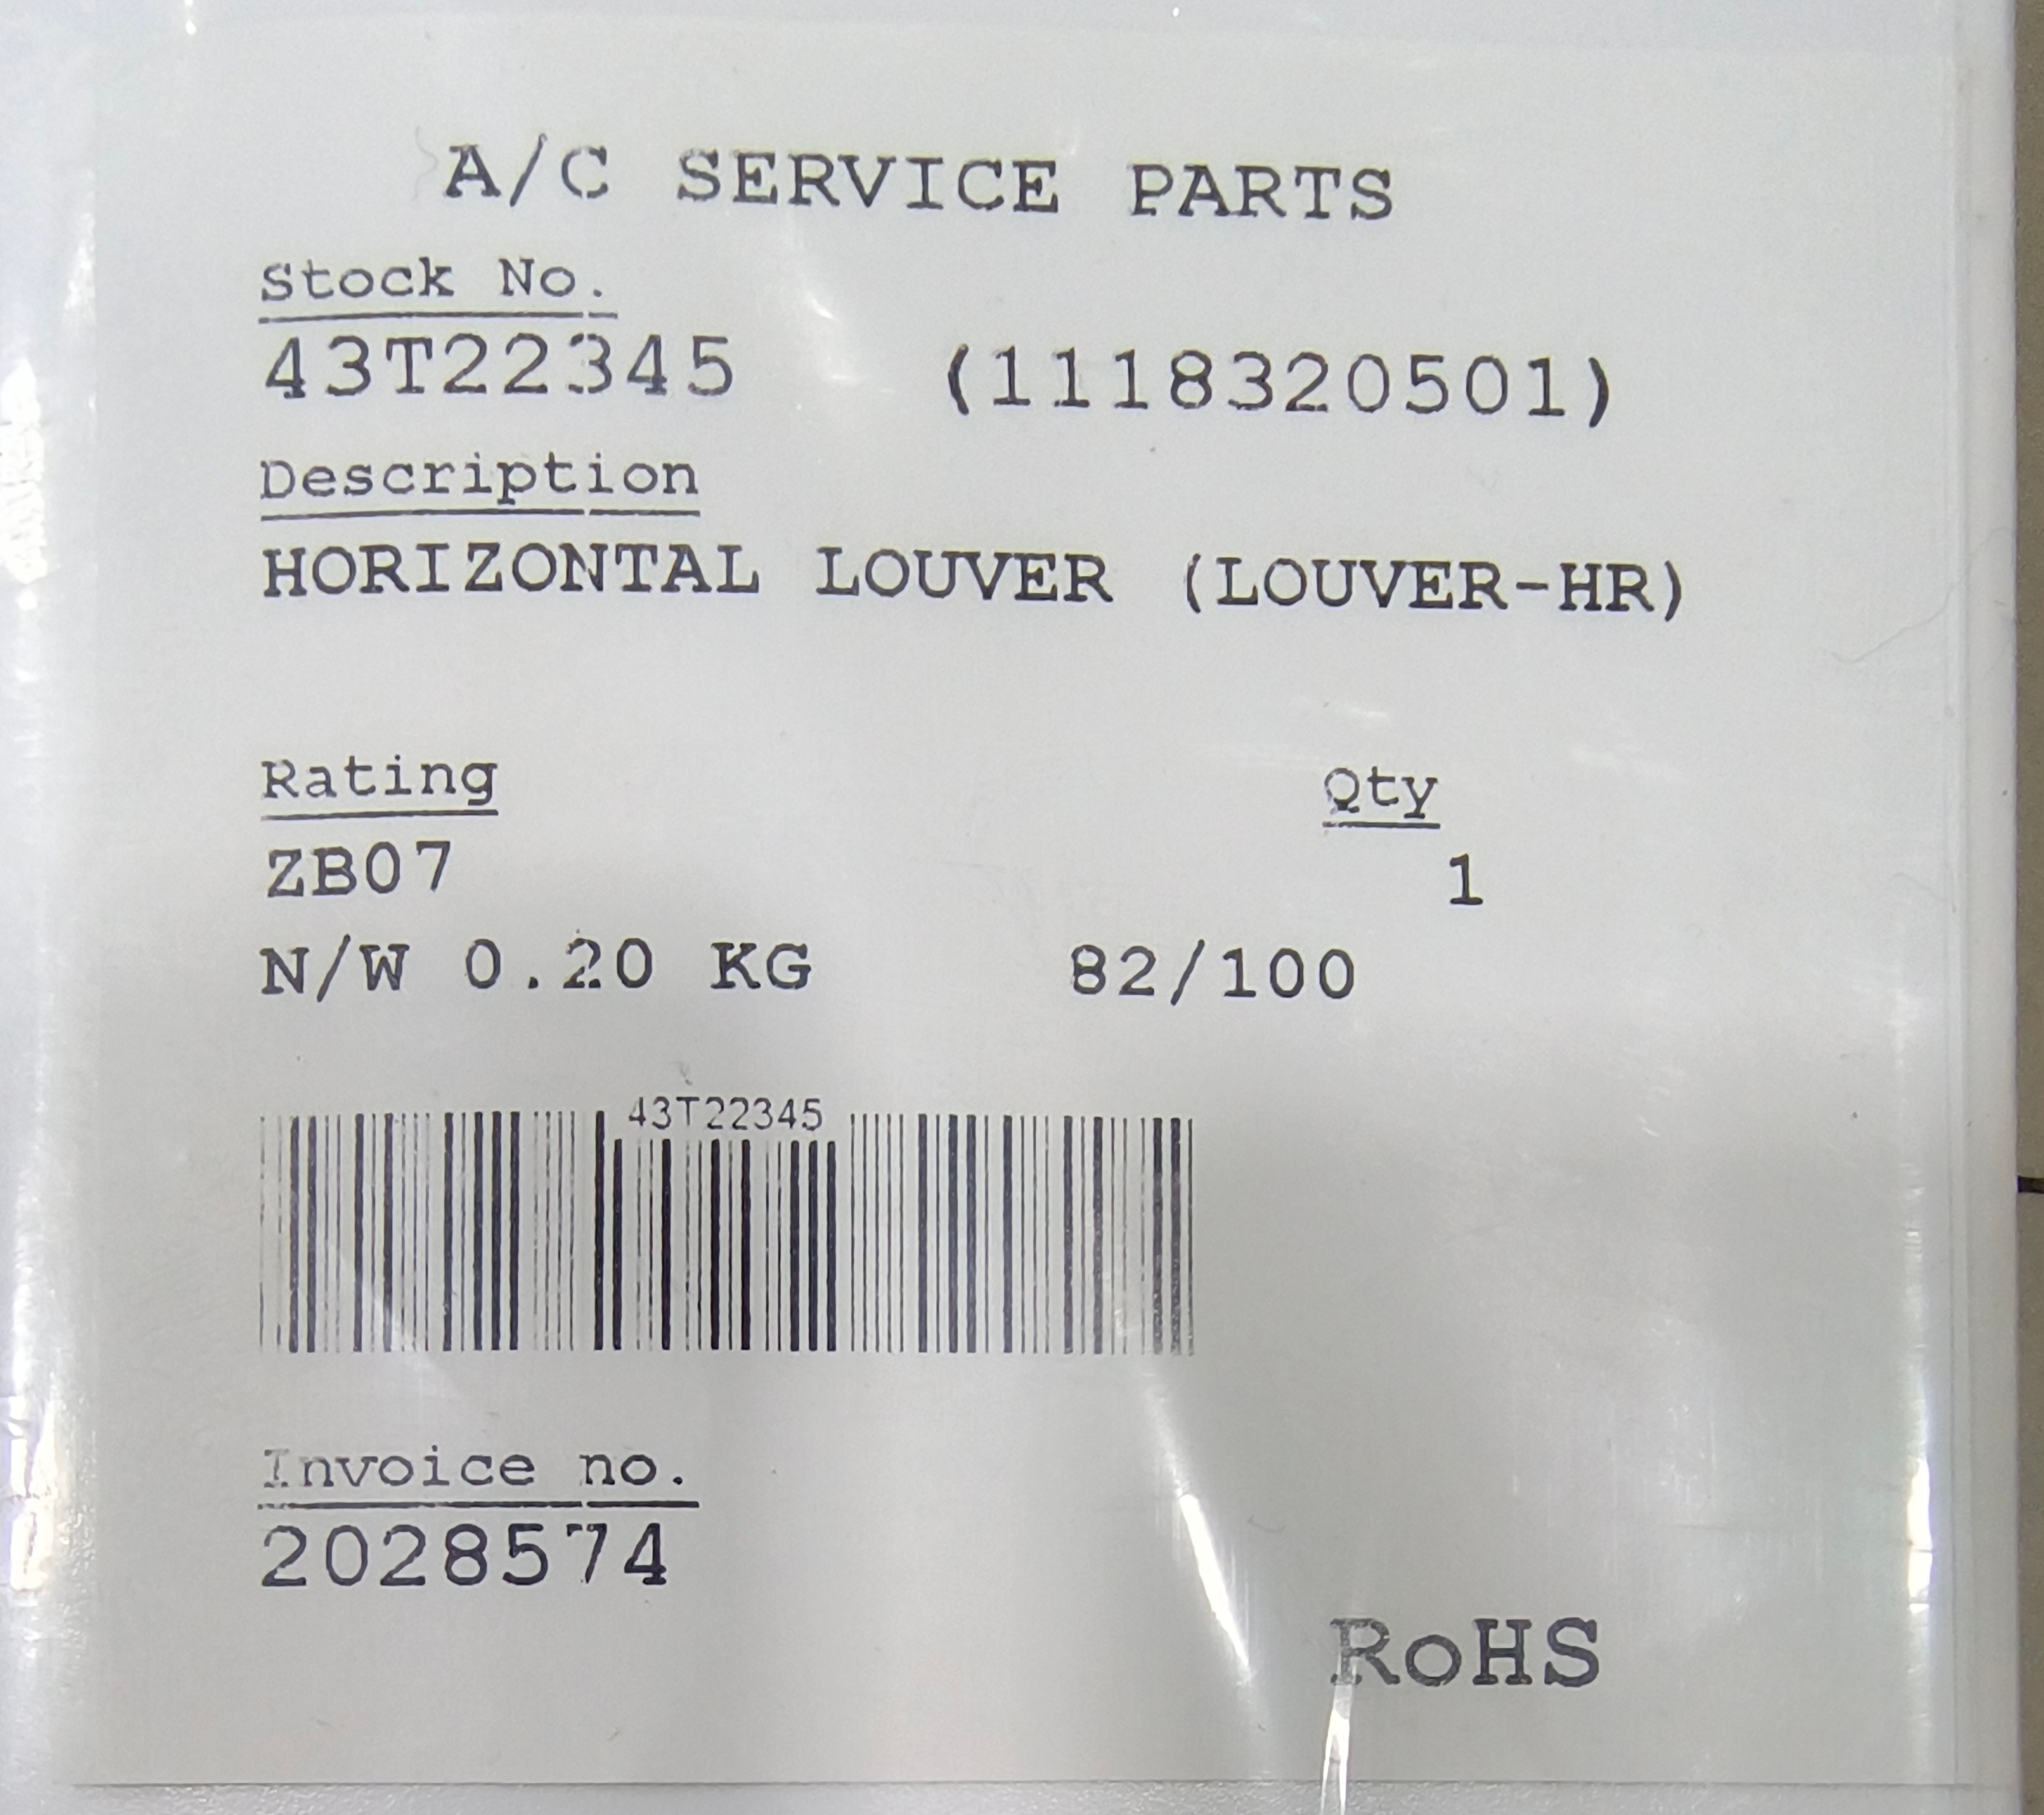 A/C SERVICE PARTS
Stock No.
43T22345 (1118320501)
Description
HORIZONTAL LOUVER (LOUVER-HR)
Rating Qty
ZB07 1
N/W 0.20 KG 82/100
43T22345
Invoice no.
2028574
RoHS